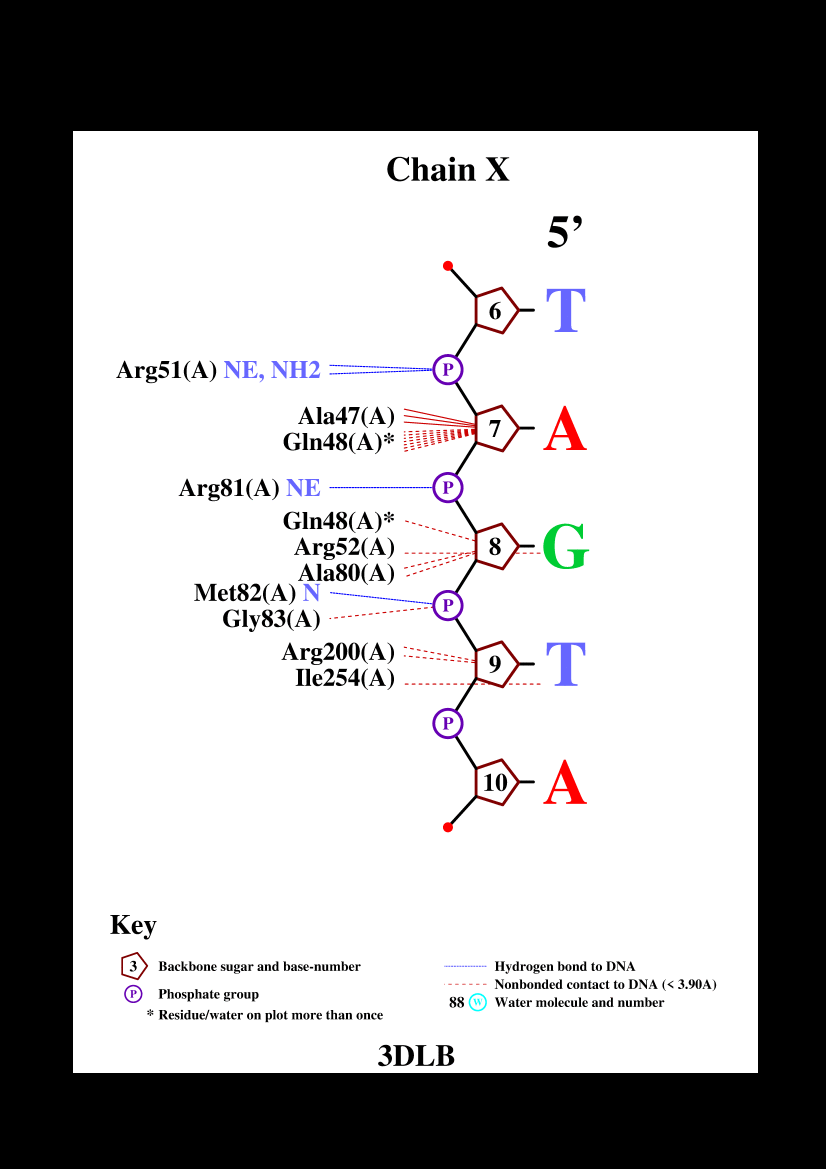 Chain X
5’
6 T
Arg51(A) NE, NH2 P
Ala47(A)
7 A
Gln48(A)*
Arg81(A) NE P
Gln48(A)*
Arg52(A) 8 G
Ala80(A)
Met82(A) N
P
Gly83(A)
Arg200(A)
9 T
Ile254(A)
P
10 A
Key
3 Backbone sugar and base-number
P Phosphate group
* Residue/water on plot more than once
Hydrogen bond to DNA
Nonbonded contact to DNA (< 3.90A)
88 W Water molecule and number
3DLB